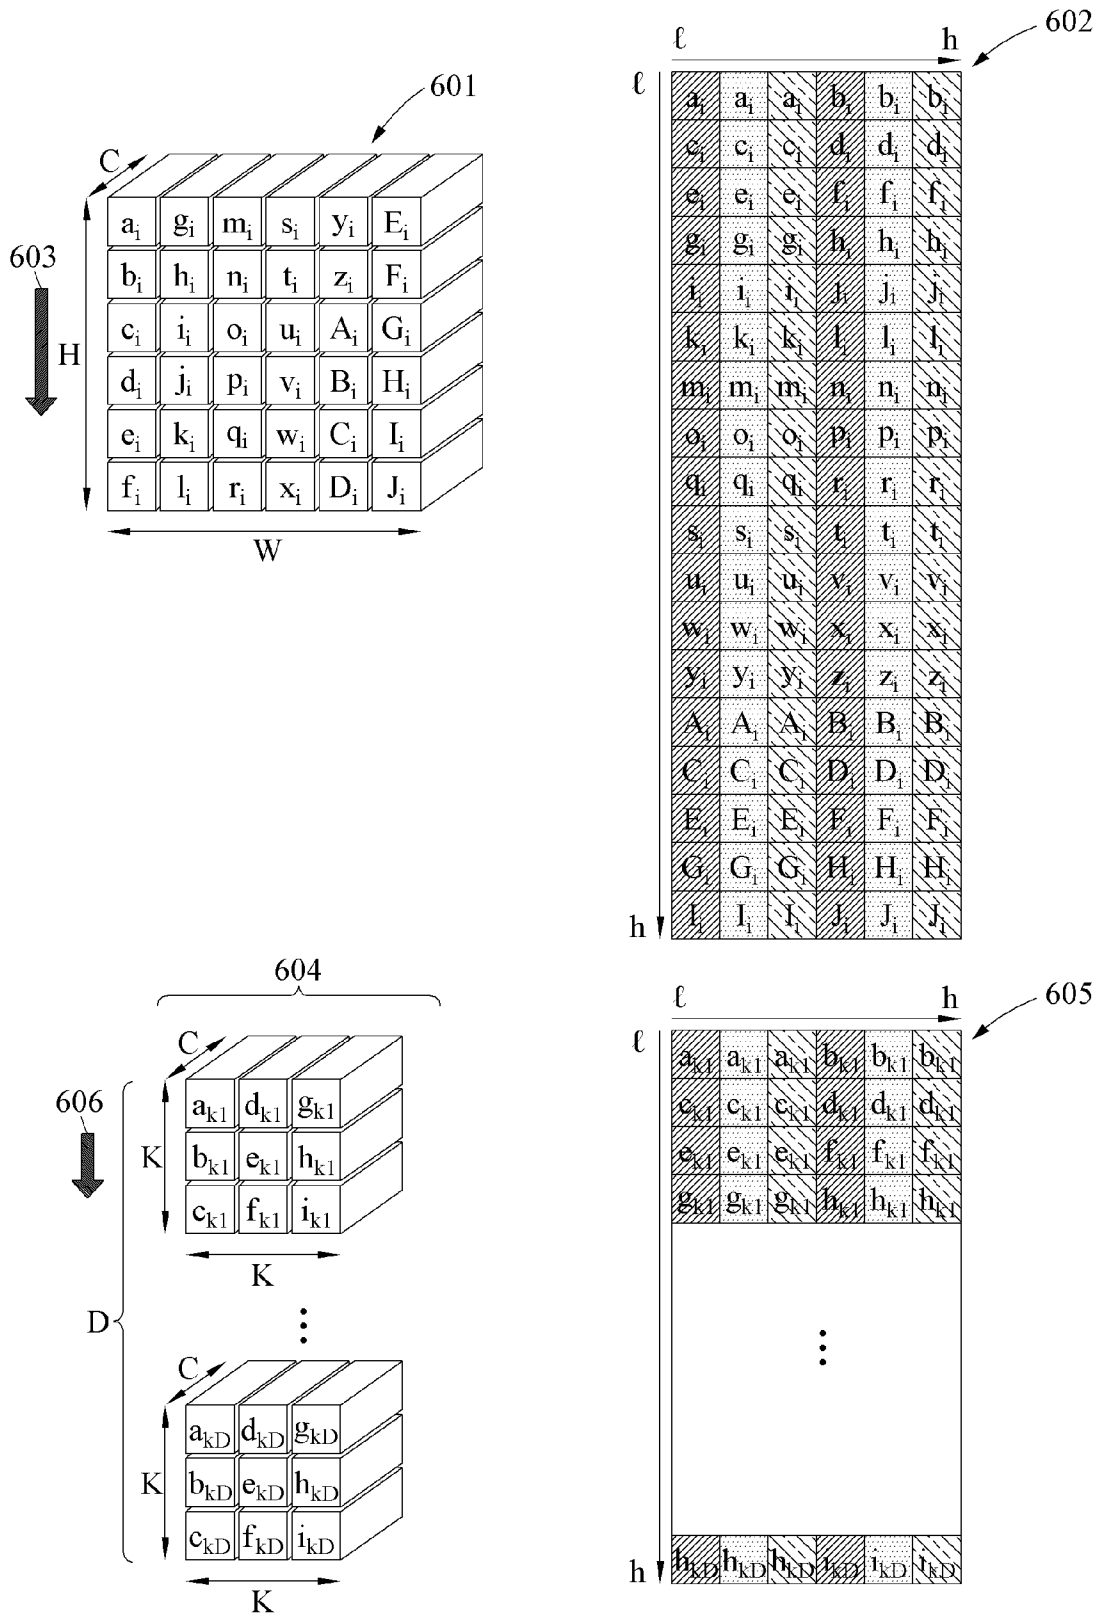 601
C
603
H
a_i g_i m_i s_i y_i E_i
b_i h_i n_i t_i z_i F_i
c_i i_i o_i u_i A_i G_i
d_i j_i p_i v_i B_i H_i
e_i k_i q_i w_i C_i I_i
f_i l_i r_i x_i D_i J_i
W
602
ℓ h
ℓ
a_i a_i a_i b_i b_i b_i
c_i c_i c_i d_i d_i d_i
e_i e_i e_i f_i f_i f_i
g_i g_i g_i h_i h_i h_i
i_i i_i i_i j_i j_i j_i
k_i k_i k_i l_i l_i l_i
m_i m_i m_i n_i n_i n_i
o_i o_i o_i p_i p_i p_i
q_i q_i q_i r_i r_i r_i
s_i s_i s_i t_i t_i t_i
u_i u_i u_i v_i v_i v_i
w_i w_i w_i x_i x_i x_i
y_i y_i y_i z_i z_i z_i
A_i A_i A_i B_i B_i B_i
C_i C_i C_i D_i D_i D_i
E_i E_i E_i F_i F_i F_i
G_i G_i G_i H_i H_i H_i
I_i I_i I_i J_i J_i J_i
h
604
C
606
K
a_k1 d_k1 g_k1
b_k1 e_k1 h_k1
c_k1 f_k1 i_k1
K
D
⋮
C
K
a_kD d_kD g_kD
b_kD e_kD h_kD
c_kD f_kD i_kD
K
605
ℓ h
ℓ
a_k1 a_k1 a_k1 b_k1 b_k1 b_k1
c_k1 c_k1 c_k1 d_k1 d_k1 d_k1
e_k1 e_k1 e_k1 f_k1 f_k1 f_k1
g_k1 g_k1 g_k1 h_k1 h_k1 h_k1
⋮
h_kD h_kD h_kD i_kD i_kD i_kD
h